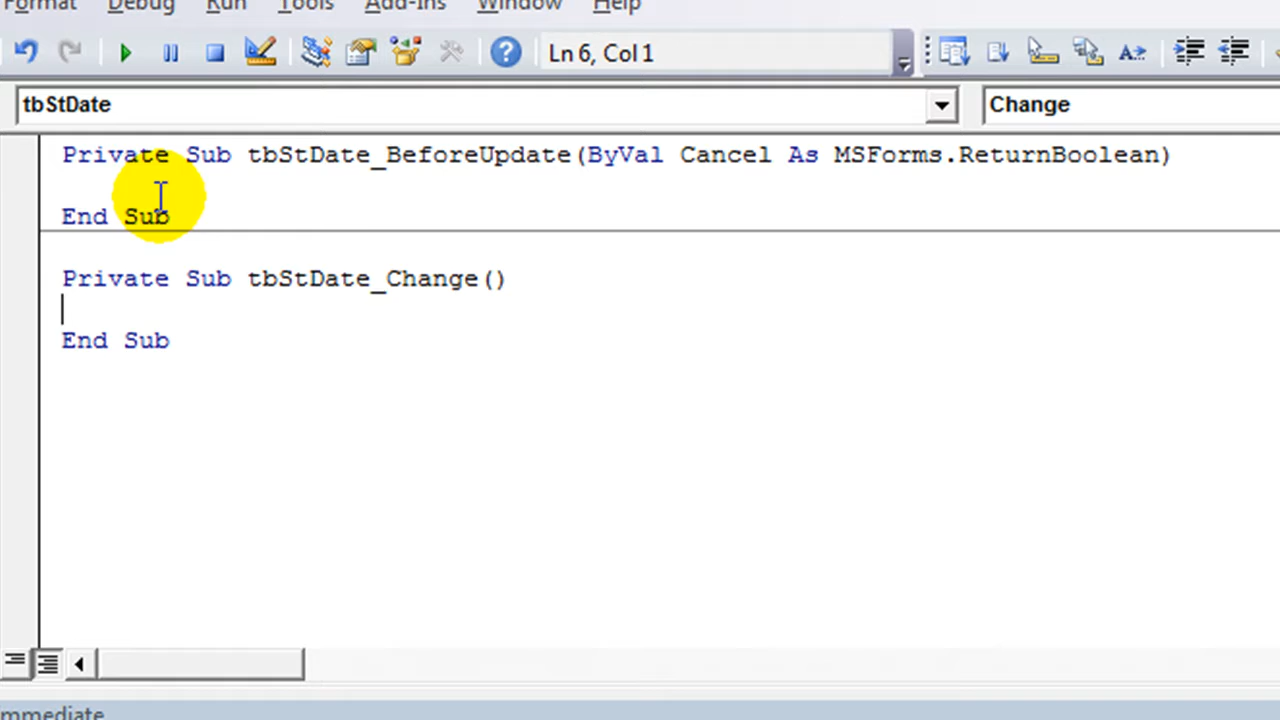 Format Debug Run Tools Add-Ins Window Help
Ln 6, Col 1
tbStDate Change
Private Sub tbStDate_BeforeUpdate(ByVal Cancel As MSForms.ReturnBoolean)
End Sub
Private Sub tbStDate_Change()
End Sub
mmediate